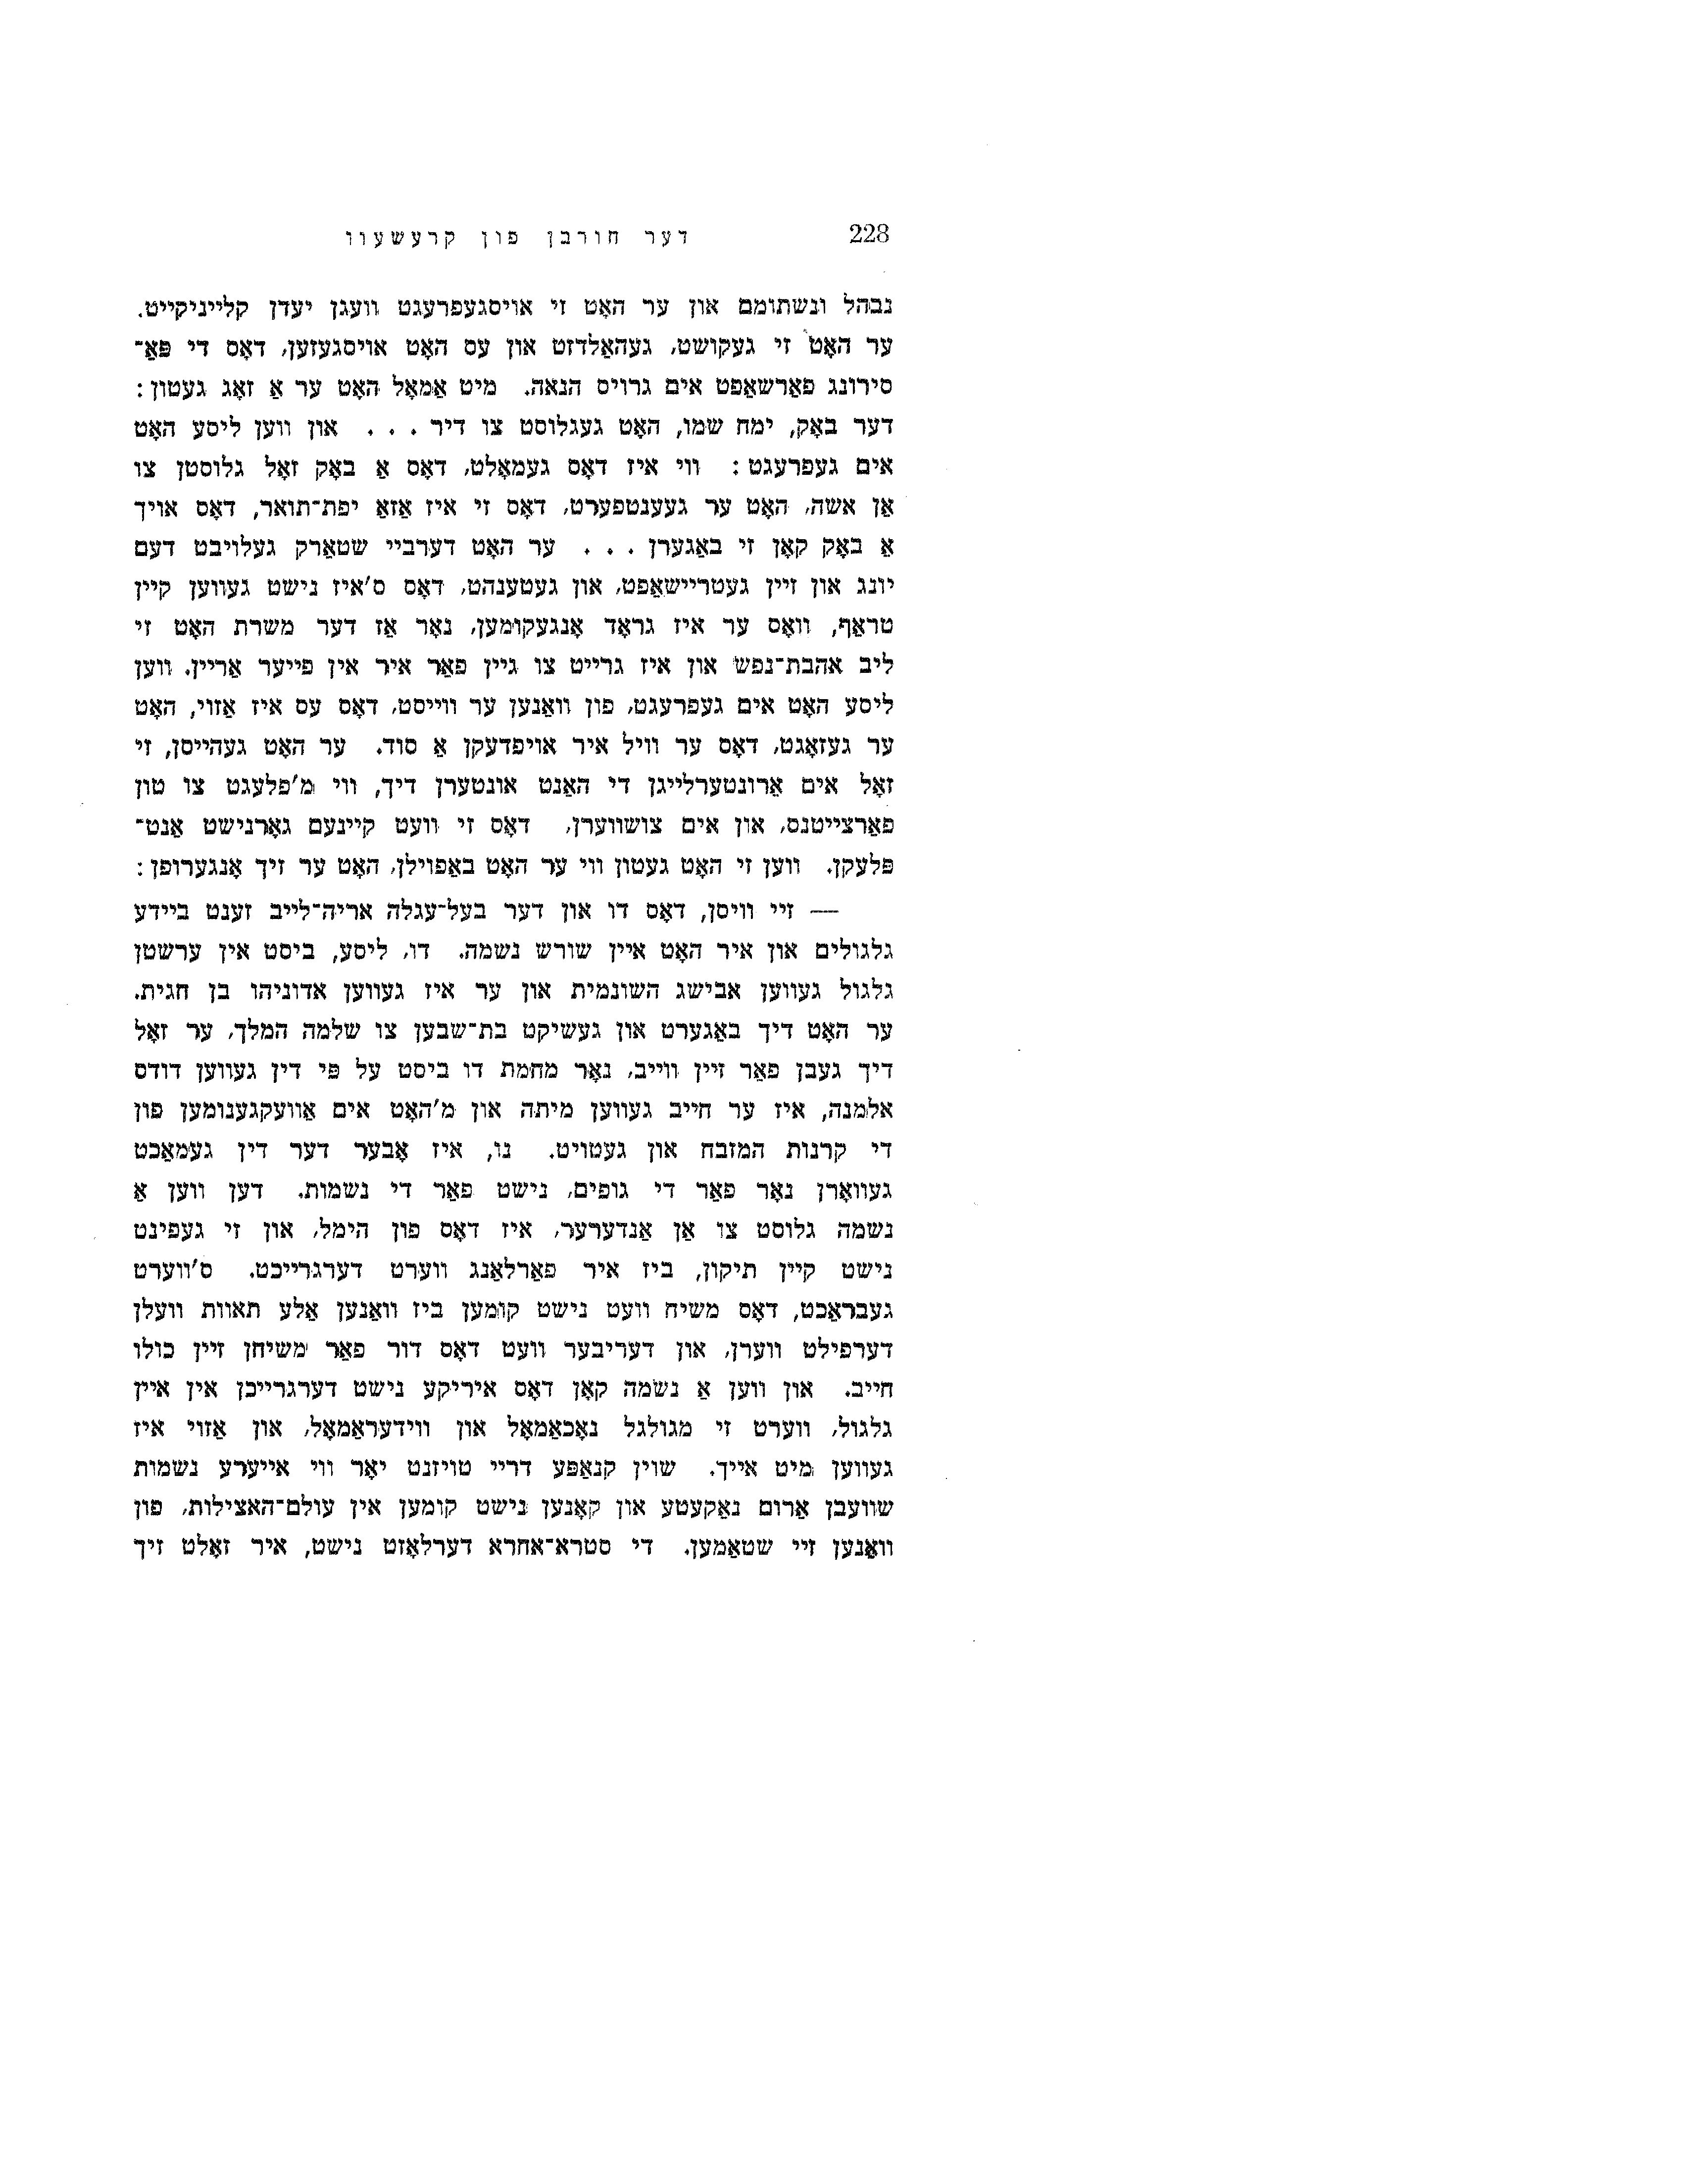 228 דער חורבן פון קרעשעוו
נבהל ונשתומם און ער האָט זי אויסגעפרעגט וועגן יעדן קלייניקייט.
ער האָט זי געקושט, געהאַלדזט און עס האָט אויסגעזען, דאָס די פּאַ־
סירונג פאַרשאַפט אים גרויס הנאה. מיט אַמאָל האָט ער אַ זאָג געטון :
דער באָק, ימח שמו, האָט געגלוסט צו דיר . . . און ווען ליסע האָט
אים געפרעגט : ווי איז דאָס געמאָלט, דאָס אַ באָק זאָל גלוסטן צו
אַן אשה, האָט ער געענטפערט, דאָס זי איז אַזאַ יפת־תואר, דאָס אויך
אַ באָק קאָן זי באַגערן . . . ער האָט דערביי שטאַרק געלויבט דעם
יונג און זיין געטריישאַפט, און געטענהט, דאָס ס'איז נישט געווען קיין
טראַף, וואָס ער איז גראָד אָנגעקומען, נאָר אַז דער משרת האָט זי
ליב אהבת־נפש און איז גרייט צו גיין פאַר איר אין פייער אַריין. ווען
ליסע האָט אים געפרעגט, פון וואַנען ער ווייסט, דאָס עס איז אַזוי, האָט
ער געזאָגט, דאָס ער וויל איר אויפדעקן אַ סוד. ער האָט געהייסן, זי
זאָל אים אַרונטערלייגן די האַנט אונטערן דיך, ווי מ'פלעגט צו טון
פאַרצייטנס, און אים צושווערן, דאָס זי וועט קיינעם גאָרנישט אַנט־
פּלעקן. ווען זי האָט געטון ווי ער האָט באַפוילן, האָט ער זיך אָנגערופן :
— זיי וויסן, דאָס דו און דער בעל־עגלה אריה־לייב זענט ביידע
גלגולים און איר האָט איין שורש נשמה. דו, ליסע, ביסט אין ערשטן
גלגול געווען אבישג השונמית און ער איז געווען אדוניהו בן חגית.
ער האָט דיך באַגערט און געשיקט בת־שבען צו שלמה המלך, ער זאָל
דיך געבן פאַר זיין ווייב, נאָר מחמת דו ביסט על פּי דין געווען דודס
אלמנה, איז ער חייב געווען מיתה און מ'האָט אים אַוועקגענומען פון
די קרנות המזבח און געטויט. נו, איז אָבער דער דין געמאַכט
געוואָרן נאָר פאַר די גופים, נישט פאַר די נשמות. דען ווען אַ
נשמה גלוסט צו אַן אַנדערער, איז דאָס פון הימל, און זי געפינט
נישט קיין תיקון, ביז איר פאַרלאַנג ווערט דערגרייכט. ס'ווערט
געבראַכט, דאָס משיח וועט נישט קומען ביז וואַנען אַלע תאוות וועלן
דערפילט ווערן, און דעריבער וועט דאָס דור פאַר משיחן זיין כולו
חייב. און ווען אַ נשמה קאָן דאָס איריקע נישט דערגרייכן אין איין
גלגול, ווערט זי מגולגל נאָכאַמאָל און ווידעראַמאָל, און אַזוי איז
געווען מיט אייך. שוין קנאַפּע דריי טויזנט יאָר ווי אייערע נשמות
שוועבן אַרום נאַקעטע און קאָנען נישט קומען אין עולם־האצילות, פון
וואַנען זיי שטאַמען. די סטרא־אחרא דערלאָזט נישט, איר זאָלט זיך